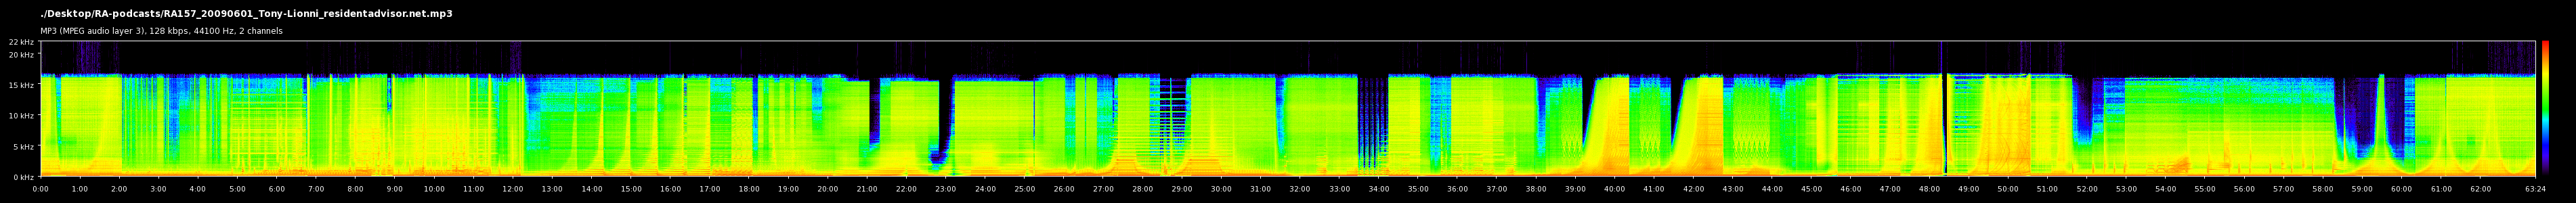 ./Desktop/RA-podcasts/RA157_20090601_Tony-Lionni_residentadvisor.net.mp3
MP3 (MPEG audio layer 3), 128 kbps, 44100 Hz, 2 channels
22 kHz
20 kHz
15 kHz
10 kHz
5 kHz
0 kHz
0:00 1:00 2:00 3:00 4:00 5:00 6:00 7:00 8:00 9:00 10:00 11:00 12:00 13:00 14:00 15:00 16:00 17:00 18:00 19:00 20:00 21:00 22:00 23:00 24:00 25:00 26:00 27:00 28:00 29:00 30:00 31:00 32:00 33:00 34:00 35:00 36:00 37:00 38:00 39:00 40:00 41:00 42:00 43:00 44:00 45:00 46:00 47:00 48:00 49:00 50:00 51:00 52:00 53:00 54:00 55:00 56:00 57:00 58:00 59:00 60:00 61:00 62:00 63:24